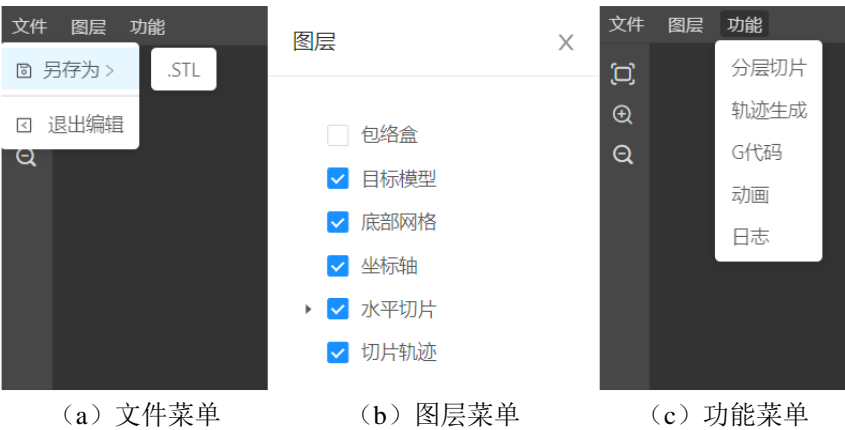 文件 图层 功能
另存为 >
.STL
退出编辑
图层 X
包络盒
目标模型
底部网格
坐标轴
水平切片
切片轨迹
文件 图层 功能
分层切片
轨迹生成
G代码
动画
日志
（a）文件菜单
（b）图层菜单
（c）功能菜单